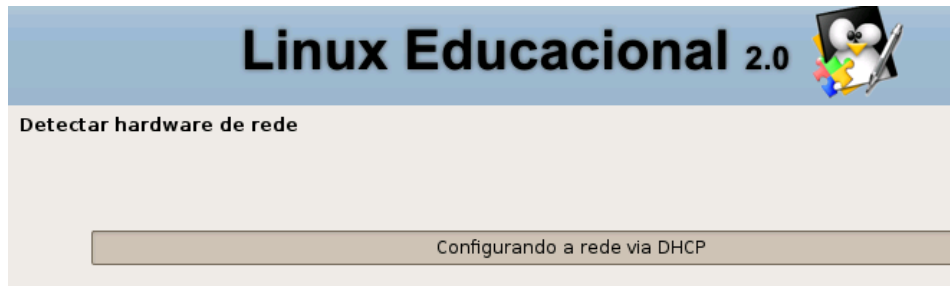 Linux Educacional 2.0
Detectar hardware de rede
Configurando a rede via DHCP